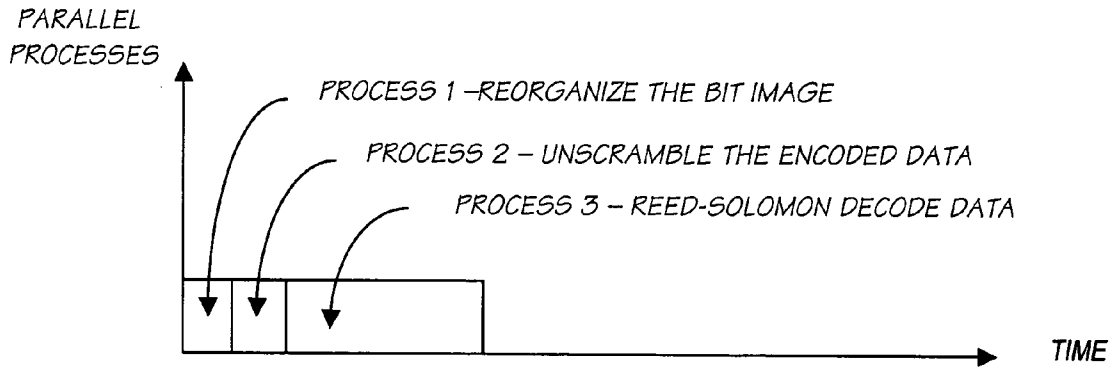 PARALLEL
PROCESSES
PROCESS 1 –REORGANIZE THE BIT IMAGE
PROCESS 2 – UNSCRAMBLE THE ENCODED DATA
PROCESS 3 – REED-SOLOMON DECODE DATA
TIME